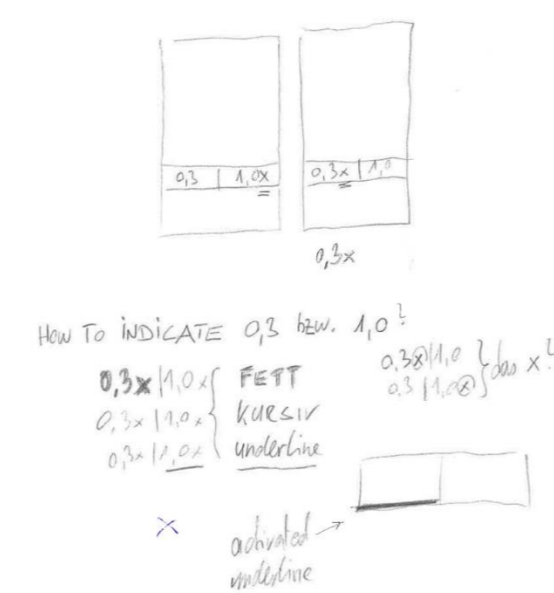 0,3 | 1,0x
0,3x | 1,0
0,3x
HOW TO INDICATE 0,3 bzw. 1,0?
0,3x | 1,0x { FETT
0,3x | 1,0x { KURSIV
0,3x | 1,0x { underline
0,3x | 1,0 } das x?
0,3 | 1,0x
x
activated
underline